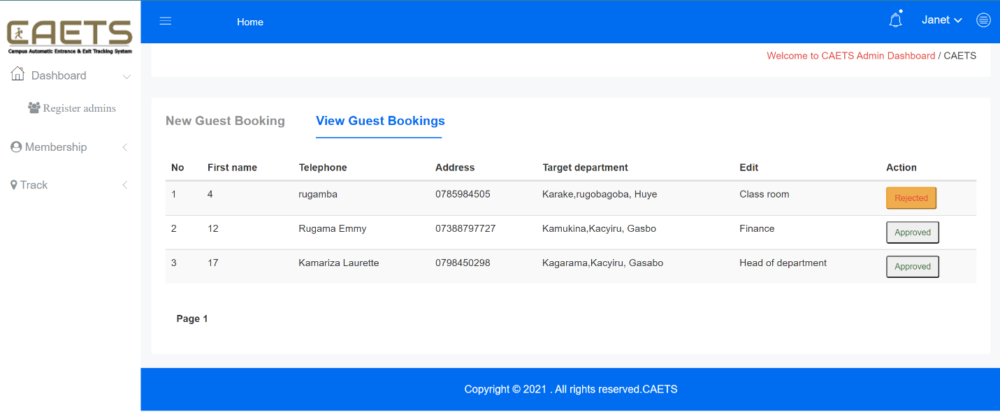 CAETS
Campus Automatic Entrance & Exit Tracking System
Home
Janet
Welcome to CAETS Admin Dashboard / CAETS
Dashboard
Register admins
Membership
Track
New Guest Booking View Guest Bookings
No First name Telephone Address Target department Edit Action
1 4 rugamba 0785984505 Karake,rugobagoba, Huye Class room Rejected
2 12 Rugama Emmy 07388797727 Kamukina,Kacyiru, Gasbo Finance Approved
3 17 Kamariza Laurette 0798450298 Kagarama,Kacyiru, Gasabo Head of department Approved
Page 1
Copyright © 2021 . All rights reserved.CAETS